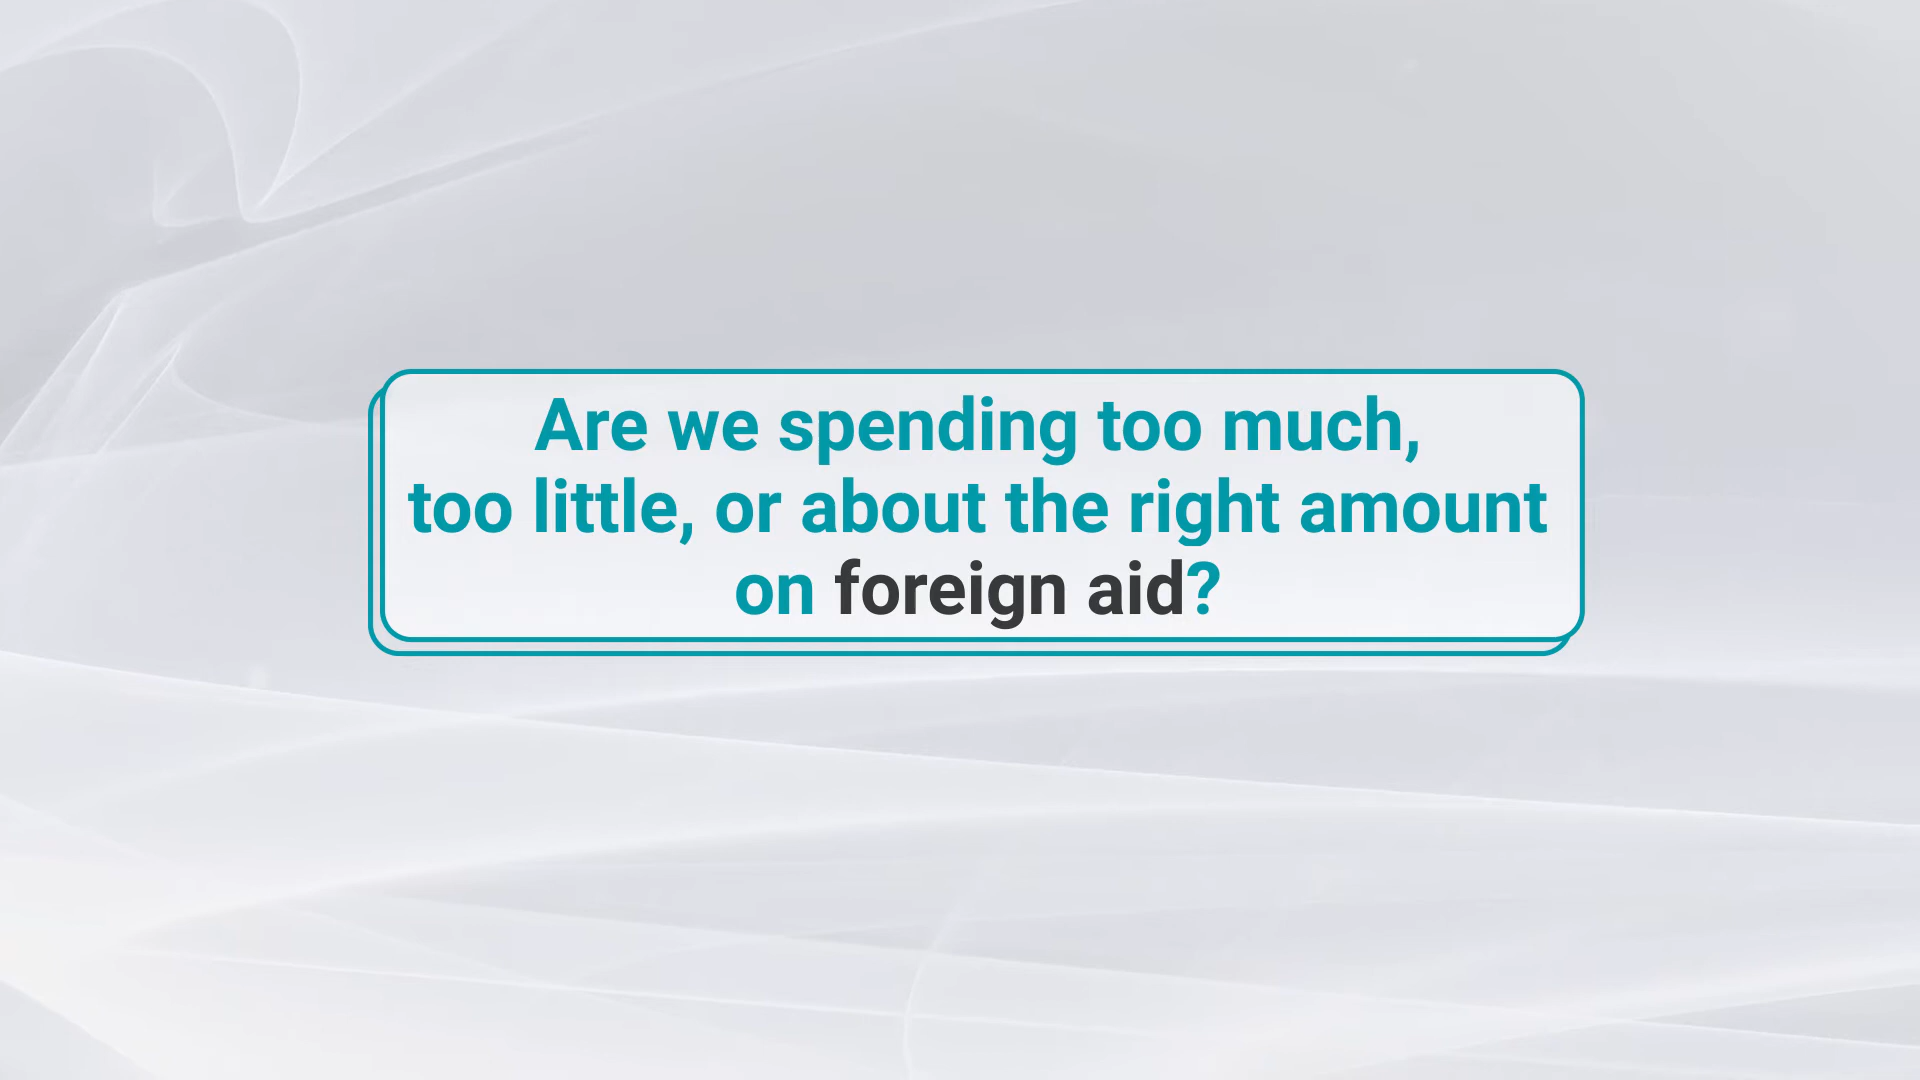 Are we spending too much,
too little, or about the right amount
on foreign aid?